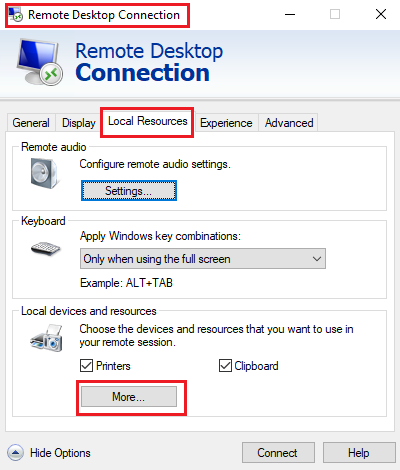 Remote Desktop Connection
Remote Desktop
Connection
General Display Local Resources Experience Advanced
Remote audio
Configure remote audio settings.
Settings...
Keyboard
Apply Windows key combinations:
Only when using the full screen
Example: ALT+TAB
Local devices and resources
Choose the devices and resources that you want to use in
your remote session.
Printers Clipboard
More...
Hide Options Connect Help